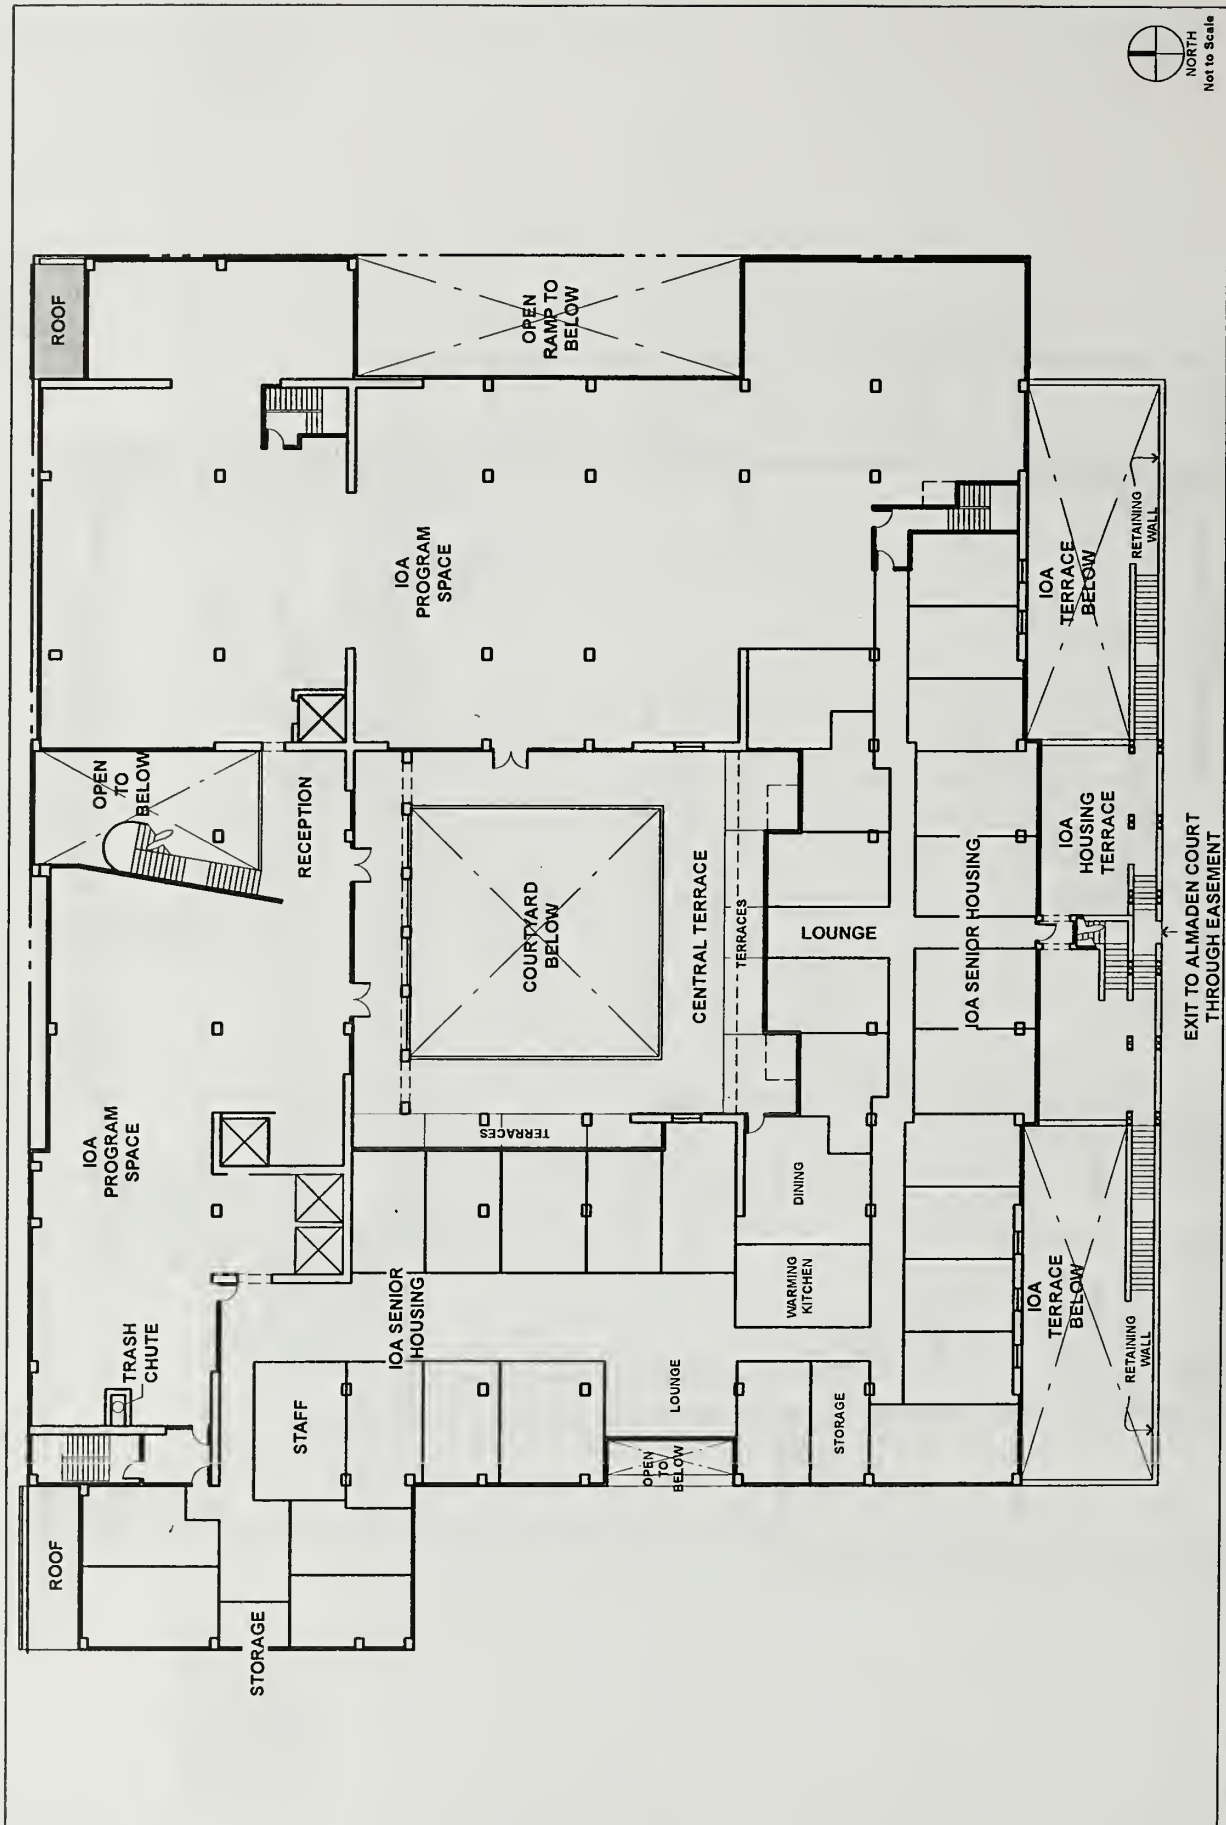 NORTH
Not to Scale
ROOF
OPEN
RAMP TO
BELOW
IOA
PROGRAM
SPACE
RETAINING
WALL
IOA
TERRACE
BELOW
OPEN
TO
BELOW
RECEPTION
COURTYARD
BELOW
CENTRAL TERRACE
TERRACES
LOUNGE
IOA SENIOR HOUSING
IOA
HOUSING
TERRACE
EXIT TO ALMADEN COURT
THROUGH EASEMENT
IOA
PROGRAM
SPACE
TERRACES
DINING
WARMING
KITCHEN
IOA SENIOR
HOUSING
IOA
TERRACE
BELOW
RETAINING
WALL
TRASH
CHUTE
STAFF
LOUNGE
STORAGE
OPEN
TO
BELOW
ROOF
STORAGE